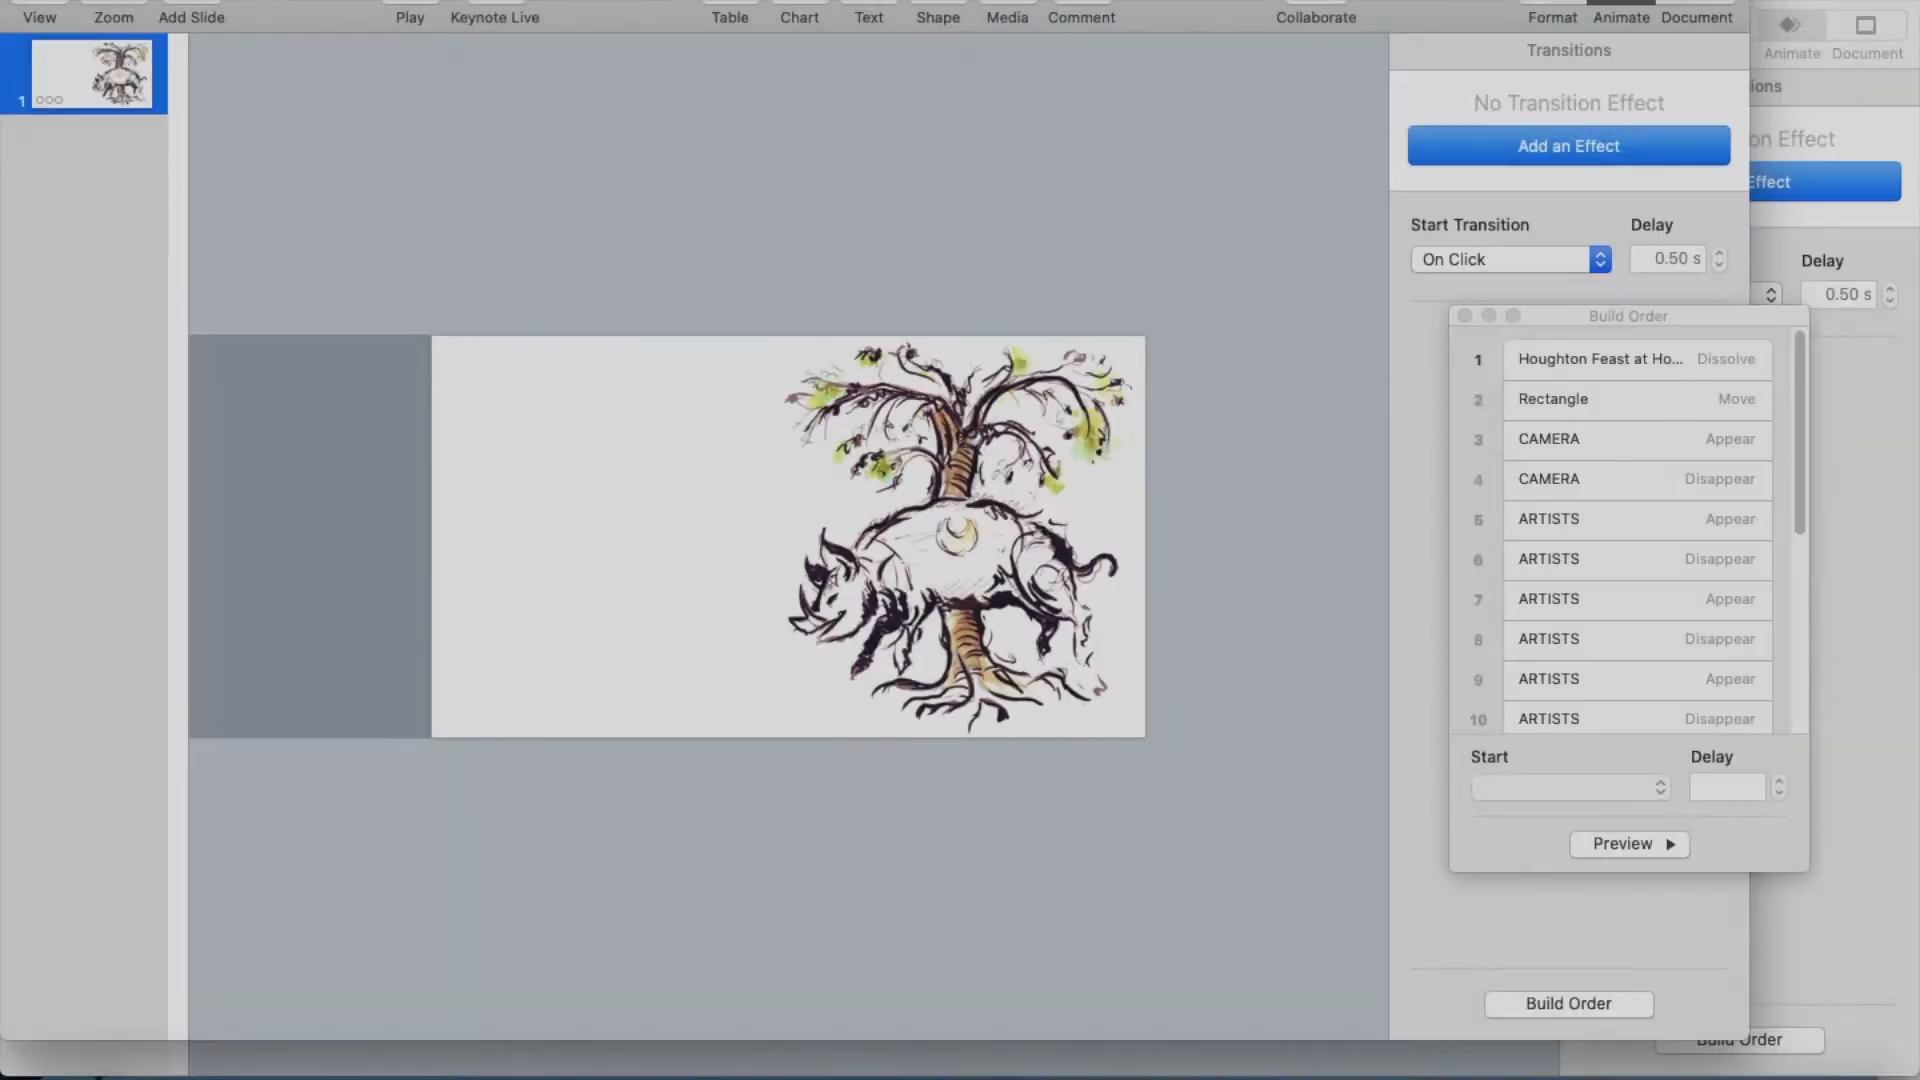 View Zoom Add Slide Play Keynote Live Table Chart Text Shape Media Comment Collaborate Format Animate Document
Animate Document
Transitions
ions
No Transition Effect
on Effect
Add an Effect
Effect
Start Transition Delay
On Click 0.50 s
Delay
0.50 s
1
Build Order
1 Houghton Feast at Ho... Dissolve
2 Rectangle Move
3 CAMERA Appear
4 CAMERA Disappear
5 ARTISTS Appear
6 ARTISTS Disappear
7 ARTISTS Appear
8 ARTISTS Disappear
9 ARTISTS Appear
10 ARTISTS Disappear
Start Delay
Preview
Build Order
Build Order